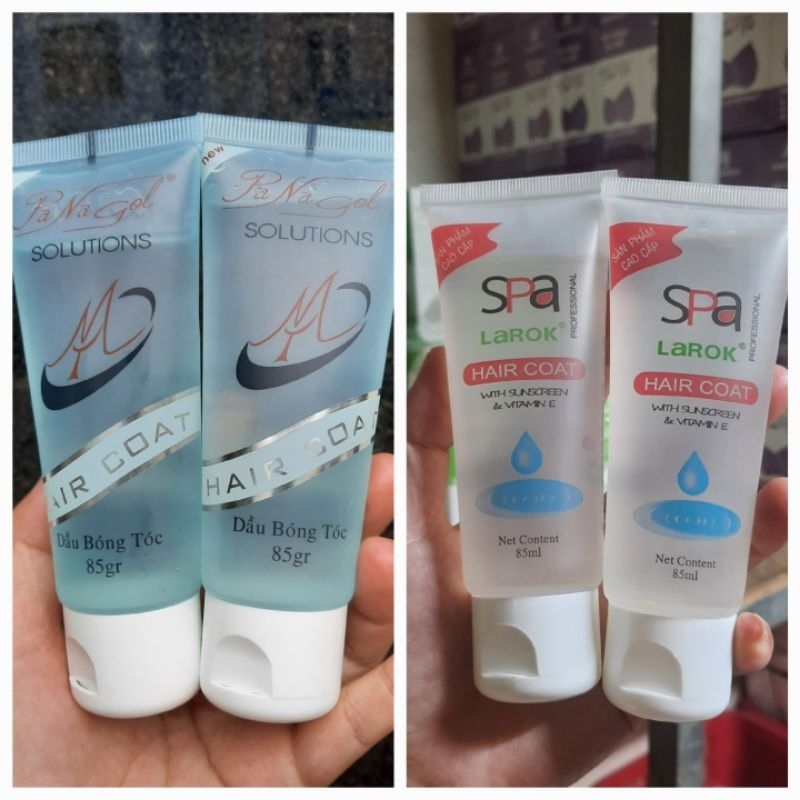 PaNaGol®
SOLUTIONS
HAIR COAT
Dầu Bóng Tóc
85gr
new
PaNaGol
SOLUTIONS
HAIR COAT
Dầu Bóng Tóc
85gr
SẢN PHẨM
CAO CẤP
SPa
PROFESSIONAL
LaROK®
HAIR COAT
WITH SUNSCREEN
& VITAMIN E
Net Content
85ml
SẢN PHẨM
CAO CẤP
SPa
PROFESSIONAL
LaROK®
HAIR COAT
WITH SUNSCREEN
& VITAMIN E
Net Content
85ml